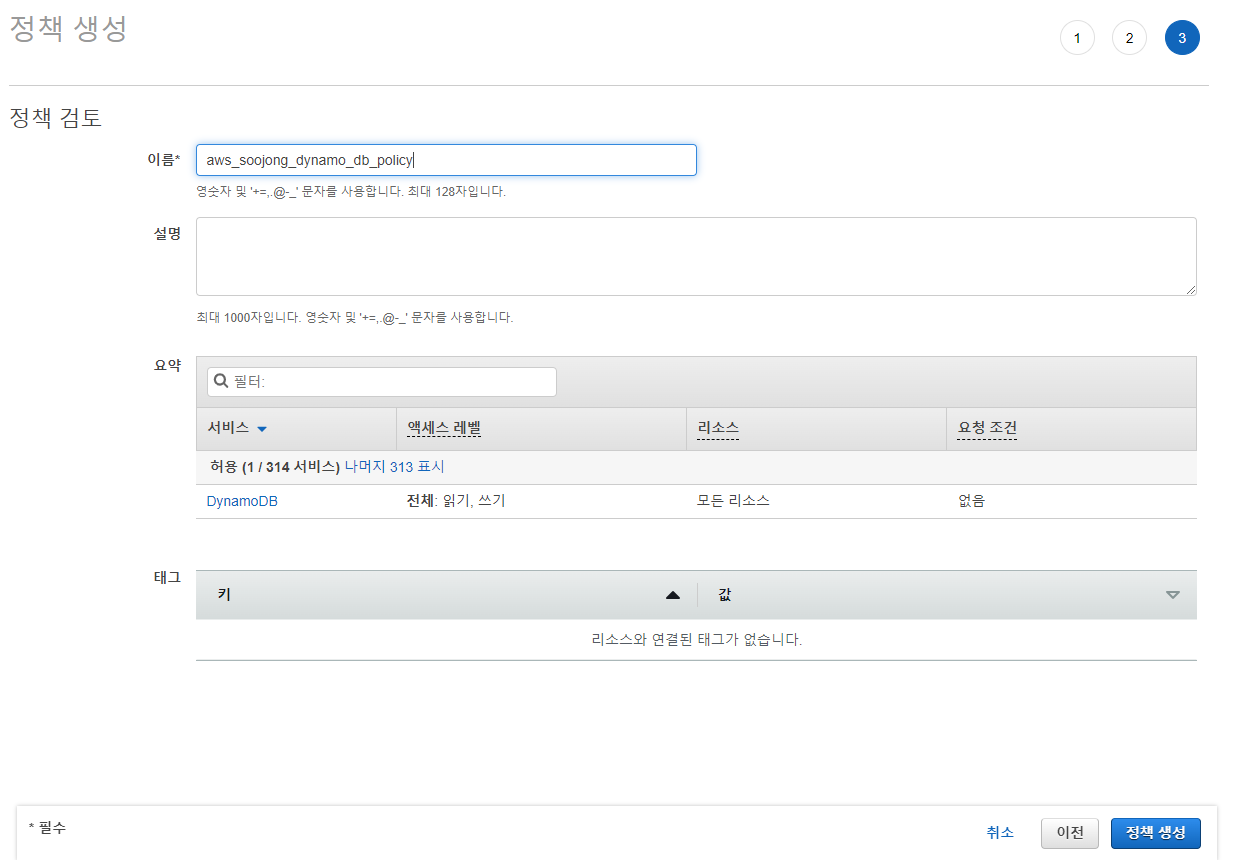 정책 생성
1 2 3
정책 검토
이름* aws_soojong_dynamo_db_policy
영숫자 및 '+=,.@-_' 문자를 사용합니다. 최대 128자입니다.
설명
최대 1000자입니다. 영숫자 및 '+=,.@-_' 문자를 사용합니다.
요약 필터:
서비스 액세스 레벨 리소스 요청 조건
허용 (1 / 314 서비스) 나머지 313 표시
DynamoDB 전체: 읽기, 쓰기 모든 리소스 없음
태그 키 값
리소스와 연결된 태그가 없습니다.
* 필수 취소 이전 정책 생성